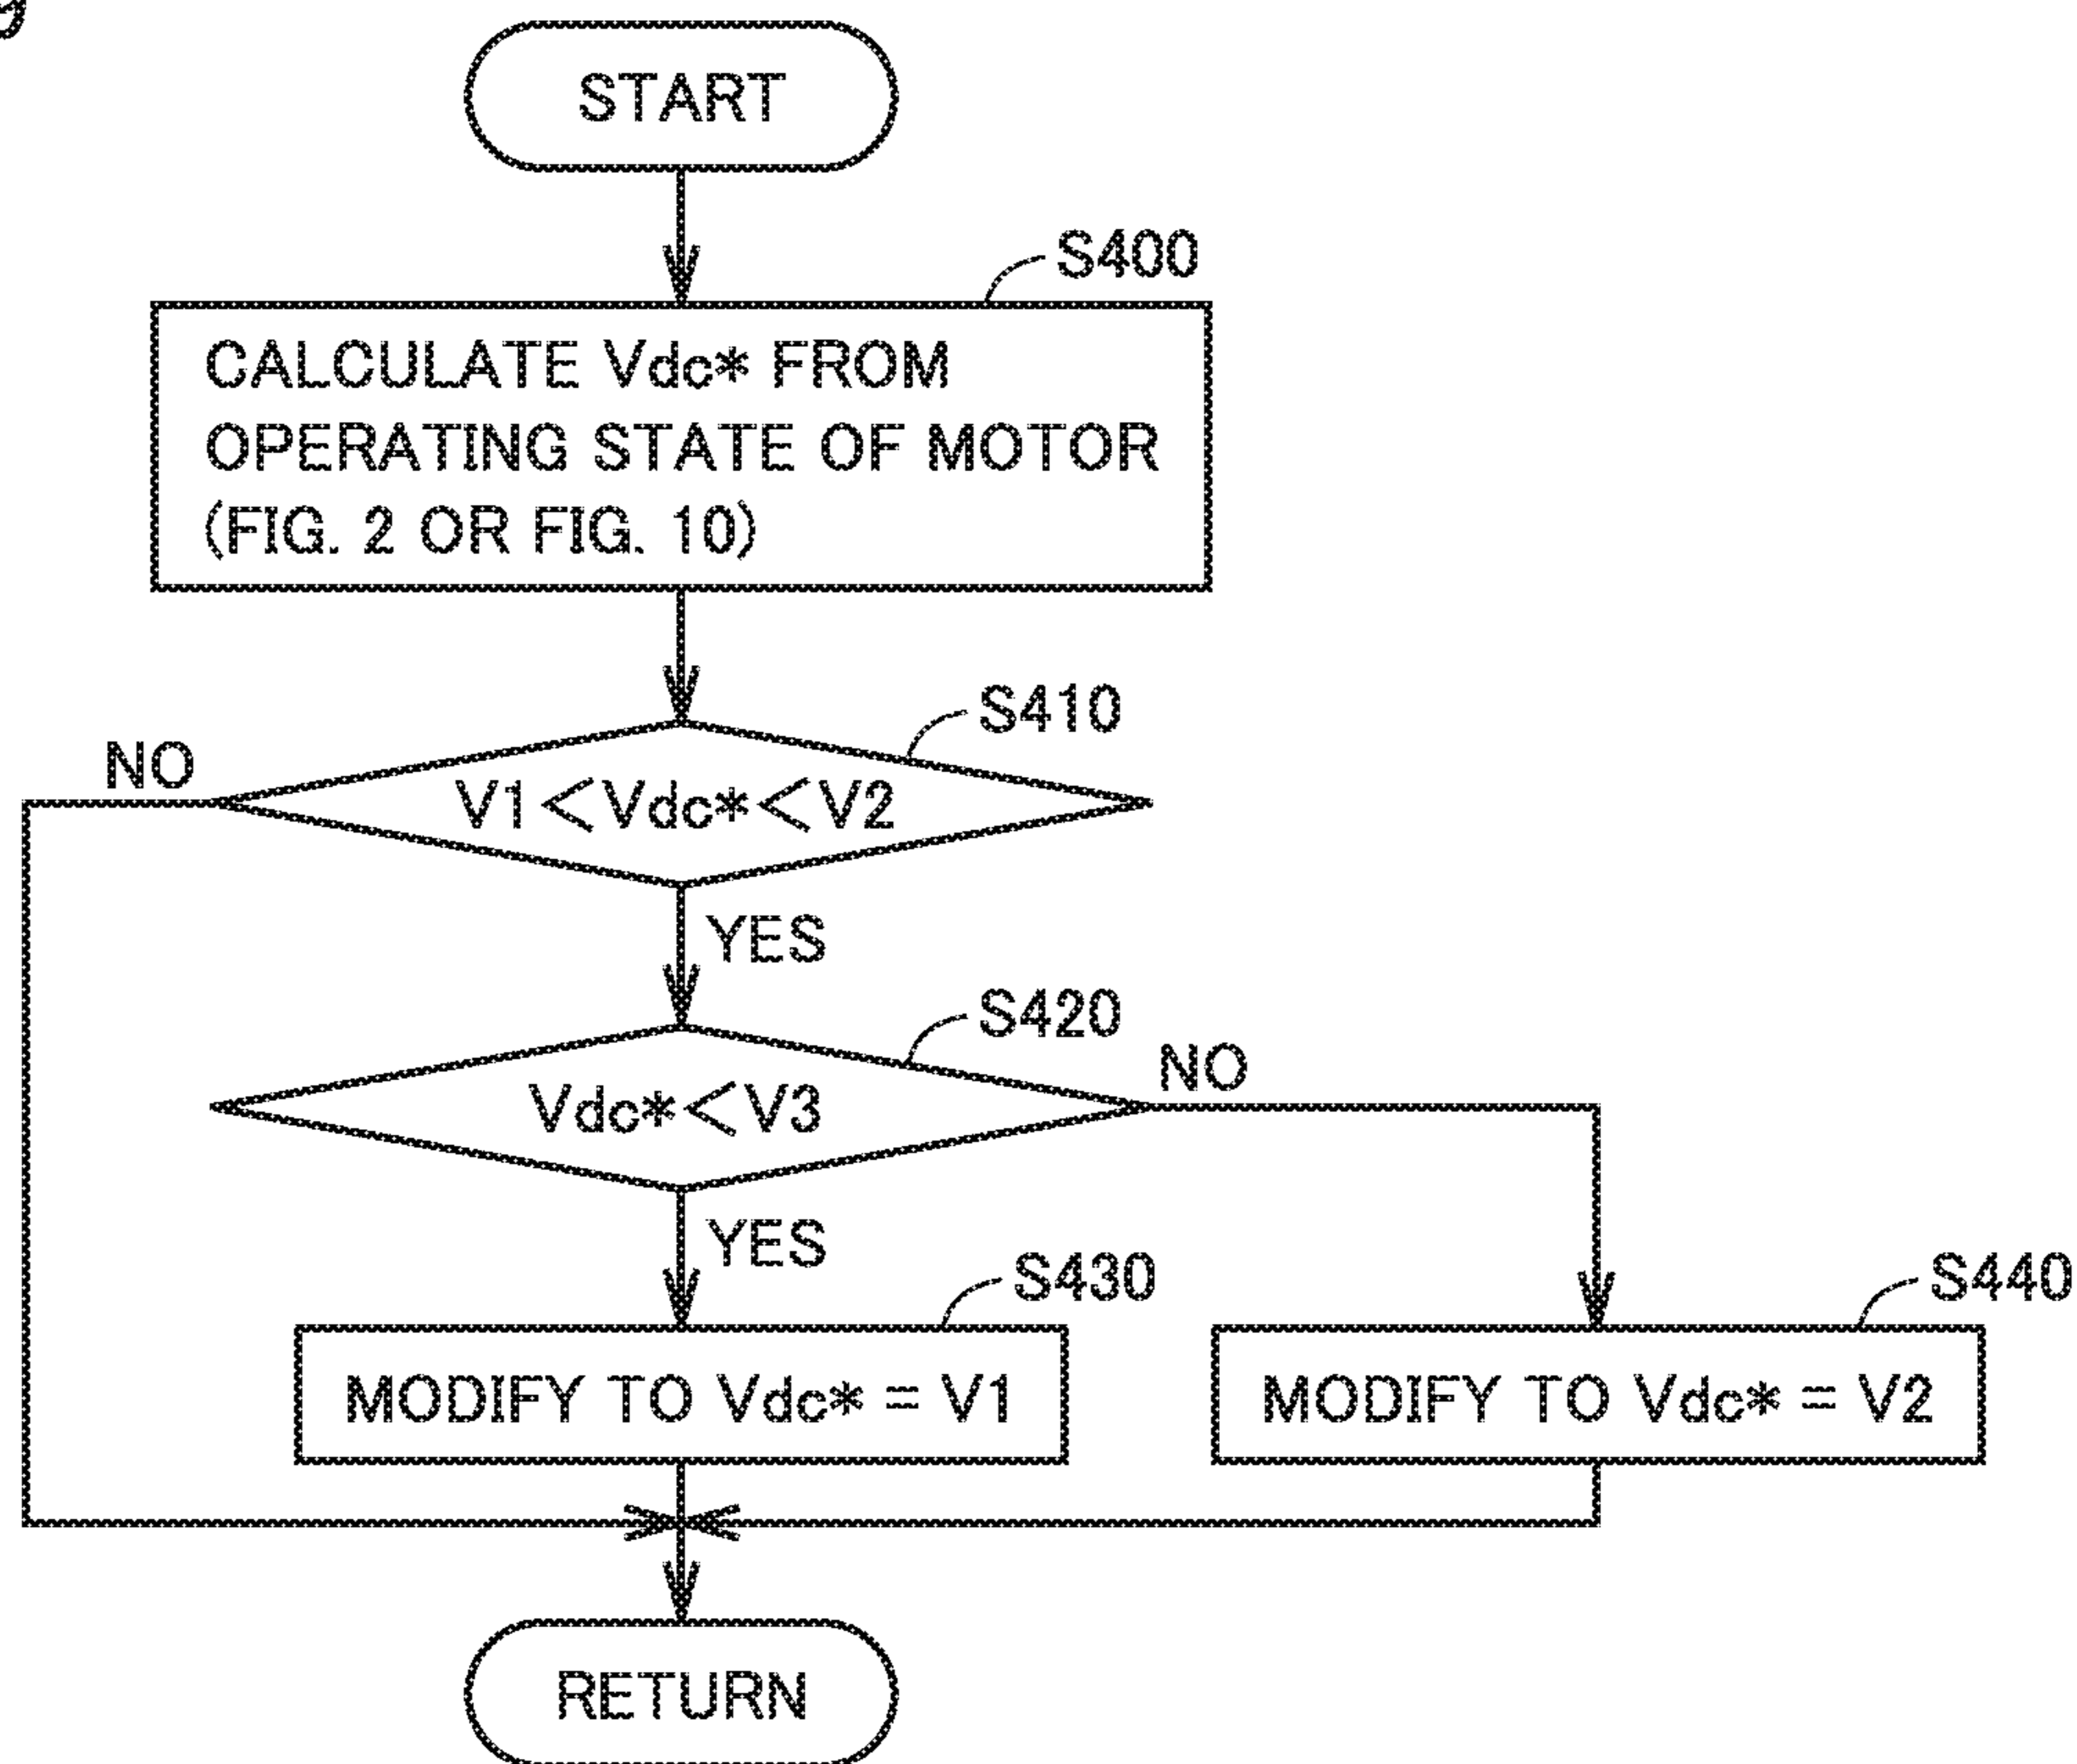 START
S400
CALCULATE Vdc* FROM
OPERATING STATE OF MOTOR
(FIG. 2 OR FIG. 10)
S410
NO
V1<Vdc*<V2
YES
S420
NO
Vdc*<V3
YES
S430
S440
MODIFY TO Vdc* = V1
MODIFY TO Vdc* = V2
RETURN